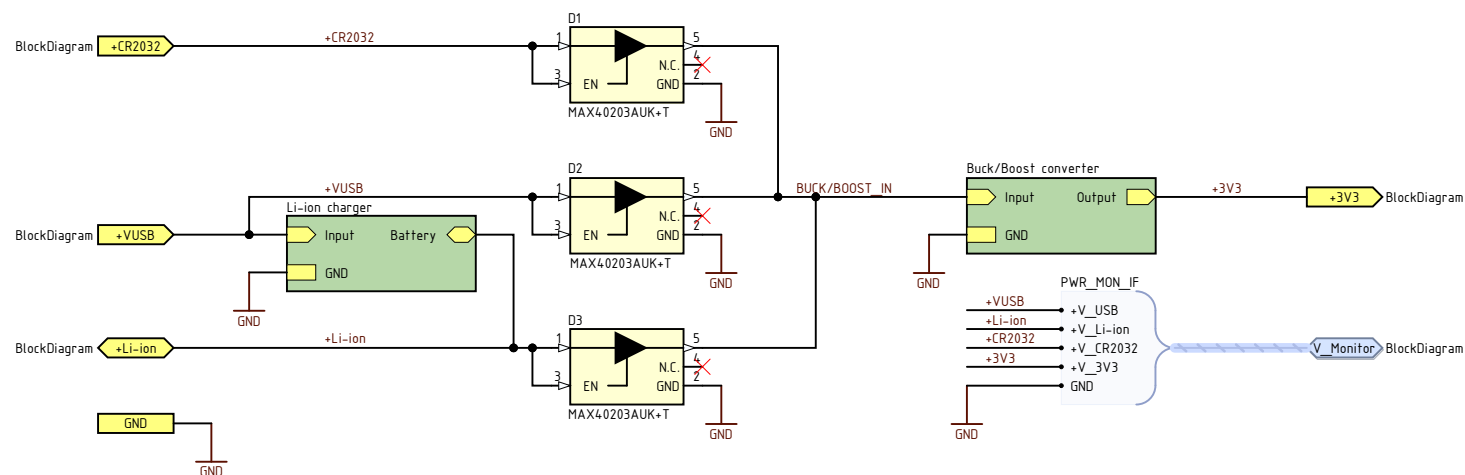 D1
BlockDiagram +CR2032 +CR2032 1 5
4
N.C.
3 EN GND 2
MAX40203AUK+T
GND
D2
Buck/Boost converter
+VUSB 1 5 BUCK/BOOST_IN Input Output +3V3 +3V3 BlockDiagram
Li-ion charger
4
N.C.
BlockDiagram +VUSB Input Battery 3 EN GND 2 GND
MAX40203AUK+T
GND
GND GND
GND
PWR_MON_IF
+VUSB +V_USB
D3
+Li-ion +V_Li-ion
BlockDiagram +Li-ion +Li-ion 1 5 +CR2032 +V_CR2032 V_Monitor BlockDiagram
4
N.C. +3V3 +V_3V3
3 EN GND 2 GND
MAX40203AUK+T
GND
GND GND
GND